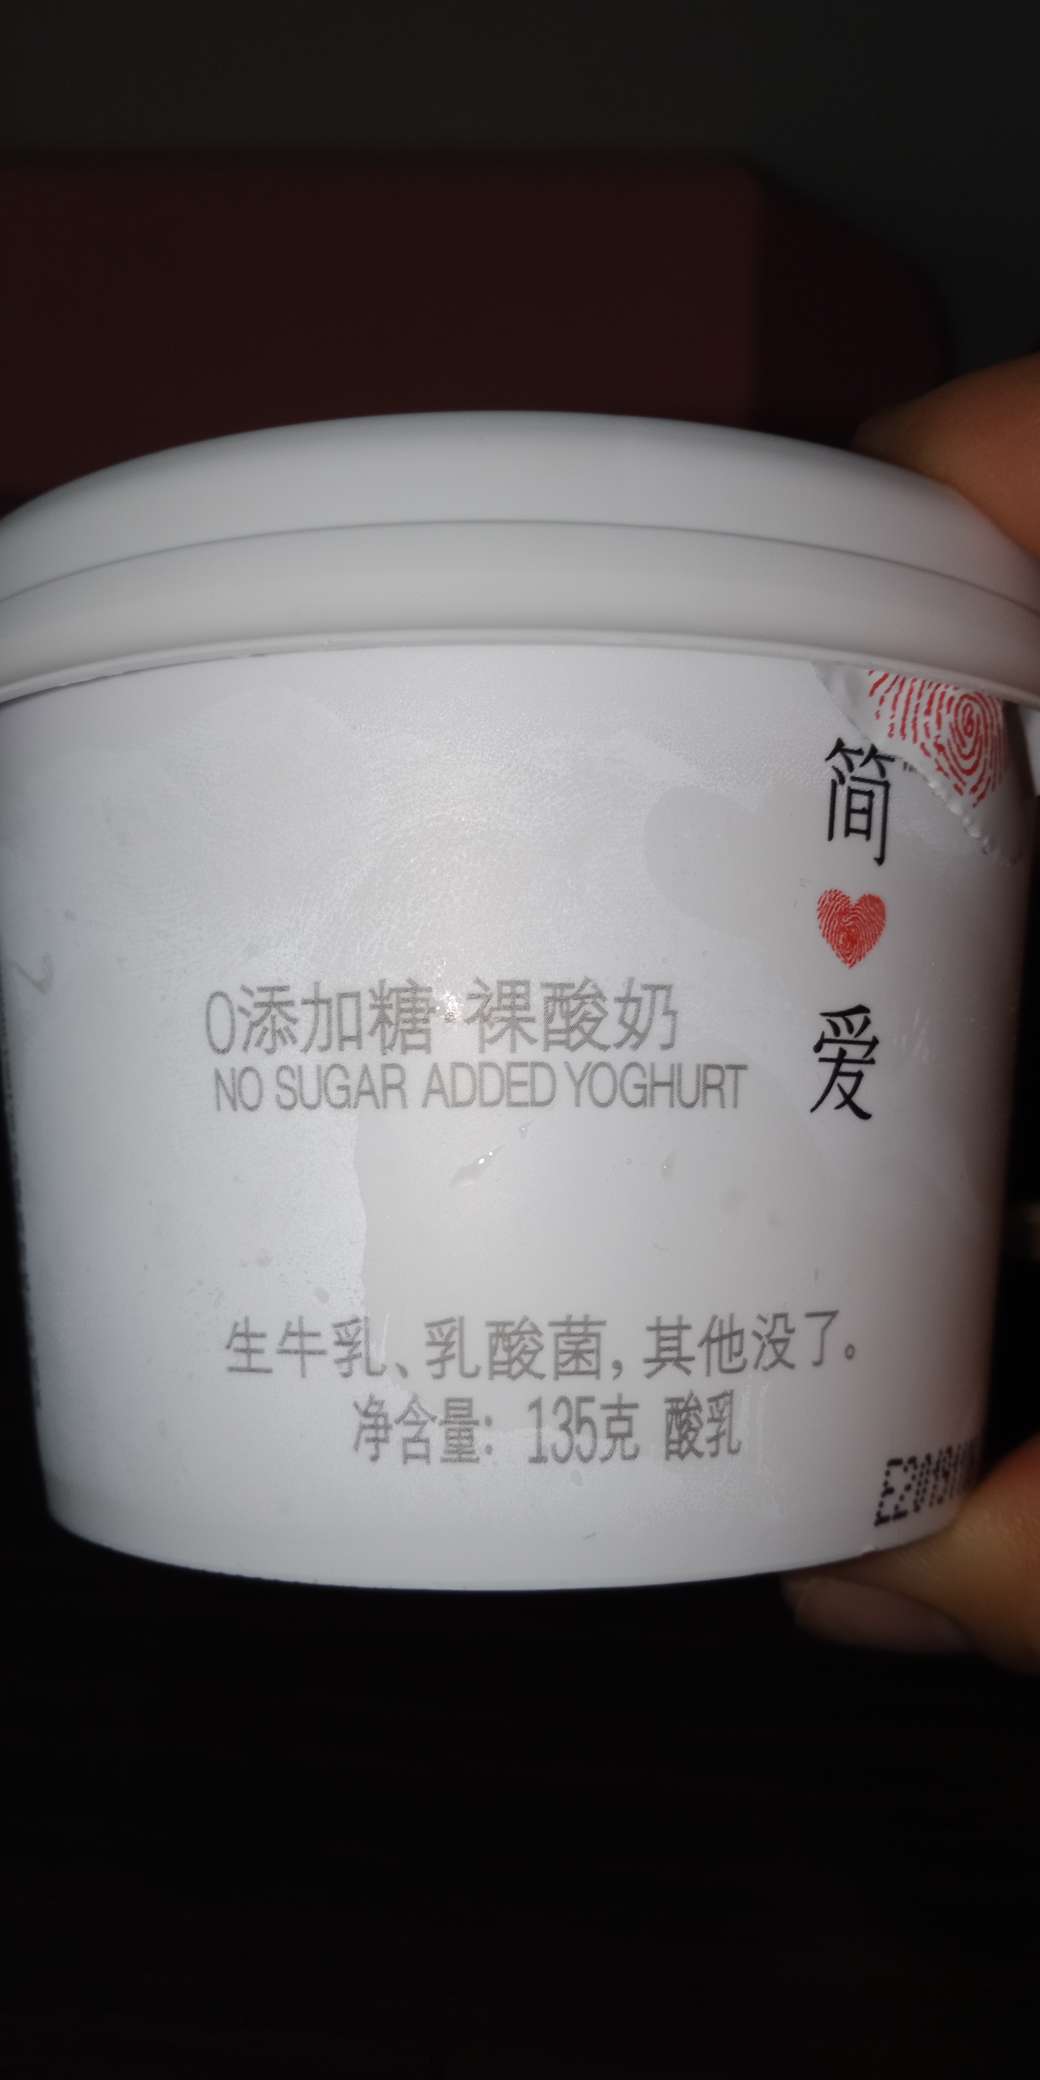 简
爱
0添加糖·裸酸奶
NO SUGAR ADDED YOGHURT
生牛乳、乳酸菌，其他没了。
净含量：135克 酸乳